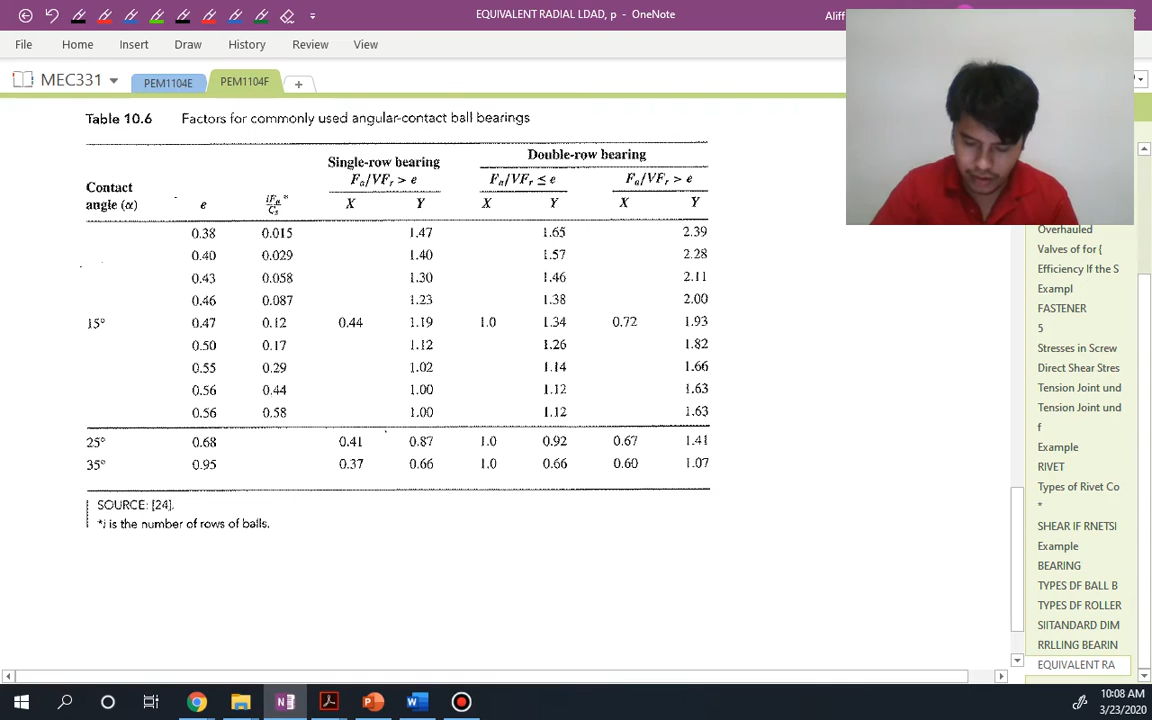 EQUIVALENT RADIAL LDAD, p - OneNote
Aliff
File Home Insert Draw History Review View
MEC331 PEM1104E PEM1104F +
Table 10.6 Factors for commonly used angular-contact ball bearings
Single-row bearing Double-row bearing
Fa/VFr > e Fa/VFr ≤ e Fa/VFr > e
Contact
angle (α) e iFa/Cs* X Y X Y X Y
0.38 0.015 1.47 1.65 2.39
0.40 0.029 1.40 1.57 2.28
0.43 0.058 1.30 1.46 2.11
0.46 0.087 1.23 1.38 2.00
15° 0.47 0.12 0.44 1.19 1.0 1.34 0.72 1.93
0.50 0.17 1.12 1.26 1.82
0.55 0.29 1.02 1.14 1.66
0.56 0.44 1.00 1.12 1.63
0.56 0.58 1.00 1.12 1.63
25° 0.68 0.41 0.87 1.0 0.92 0.67 1.41
35° 0.95 0.37 0.66 1.0 0.66 0.60 1.07
SOURCE: [24].
*i is the number of rows of balls.
Overhauled
Valves of for {
Efficiency If the S
Exampl
FASTENER
5
Stresses in Screw
Direct Shear Stres
Tension Joint und
Tension Joint und
f
Example
RIVET
Types of Rivet Co
*
SHEAR IF RNETSI
Example
BEARING
TYPES DF BALL B
TYPES DF ROLLER
SIITANDARD DIM
RRLLING BEARIN
EQUIVALENT RA
10:08 AM
3/23/2020